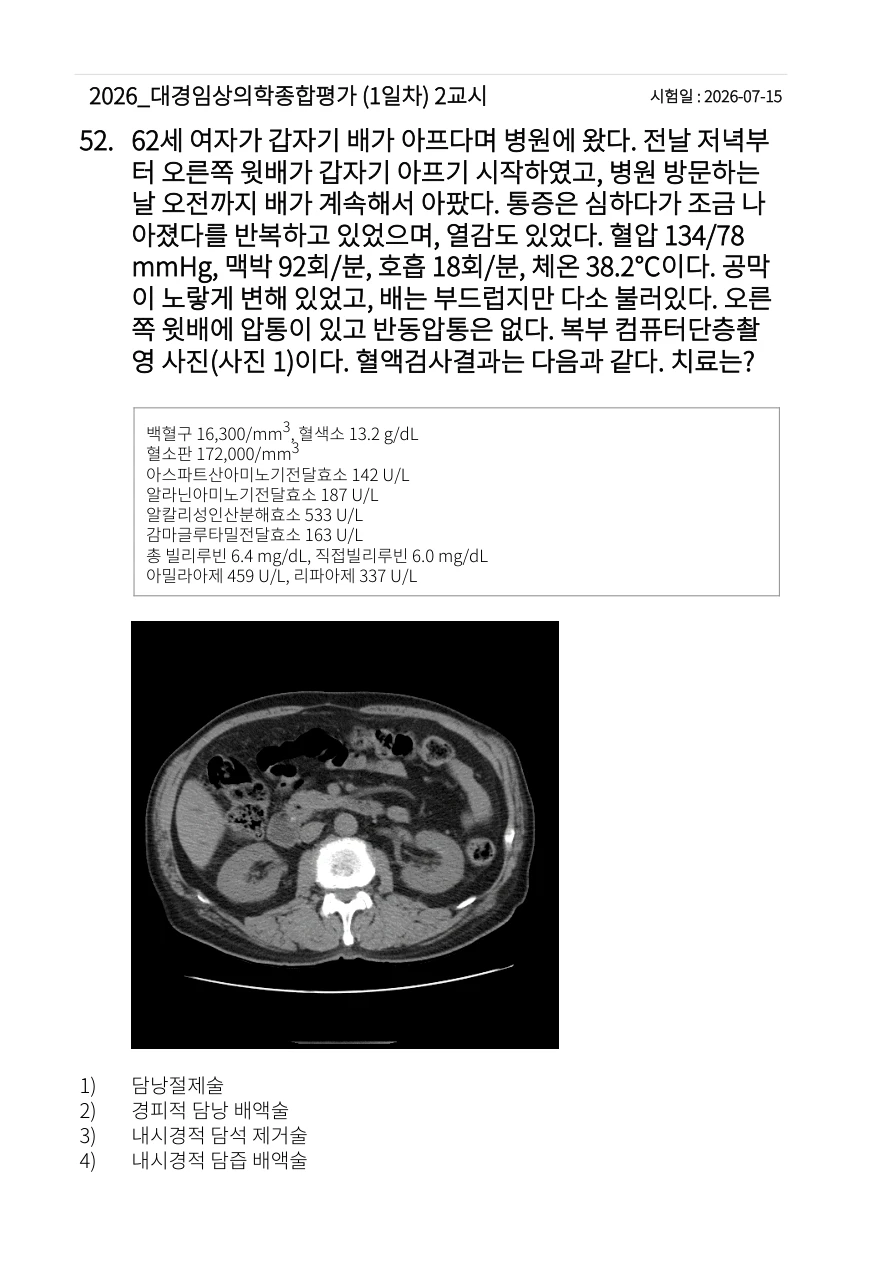 2026_대경임상의학종합평가 (1일차) 2교시
시험일 : 2026-07-15
52. 62세 여자가 갑자기 배가 아프다며 병원에 왔다. 전날 저녁부
터 오른쪽 윗배가 갑자기 아프기 시작하였고, 병원 방문하는
날 오전까지 배가 계속해서 아팠다. 통증은 심하다가 조금 나
아졌다를 반복하고 있었으며, 열감도 있었다. 혈압 134/78
mmHg, 맥박 92회/분, 호흡 18회/분, 체온 38.2℃이다. 공막
이 노랗게 변해 있었고, 배는 부드럽지만 다소 불러있다. 오른
쪽 윗배에 압통이 있고 반동압통은 없다. 복부 컴퓨터단층촬
영 사진(사진 1)이다. 혈액검사결과는 다음과 같다. 치료는?
백혈구 16,300/mm³, 혈색소 13.2 g/dL
혈소판 172,000/mm³
아스파트산아미노기전달효소 142 U/L
알라닌아미노기전달효소 187 U/L
알칼리성인산분해효소 533 U/L
감마글루타밀전달효소 163 U/L
총 빌리루빈 6.4 mg/dL, 직접빌리루빈 6.0 mg/dL
아밀라아제 459 U/L, 리파아제 337 U/L
1) 담낭절제술
2) 경피적 담낭 배액술
3) 내시경적 담석 제거술
4) 내시경적 담즙 배액술